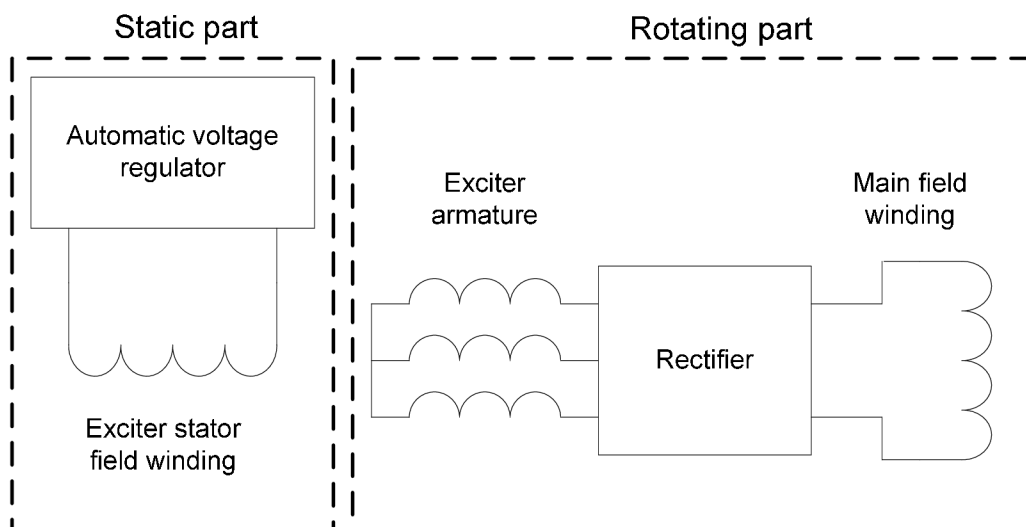 Static part
Rotating part
Automatic voltage
regulator
Exciter
armature
Main field
winding
Rectifier
Exciter stator
field winding